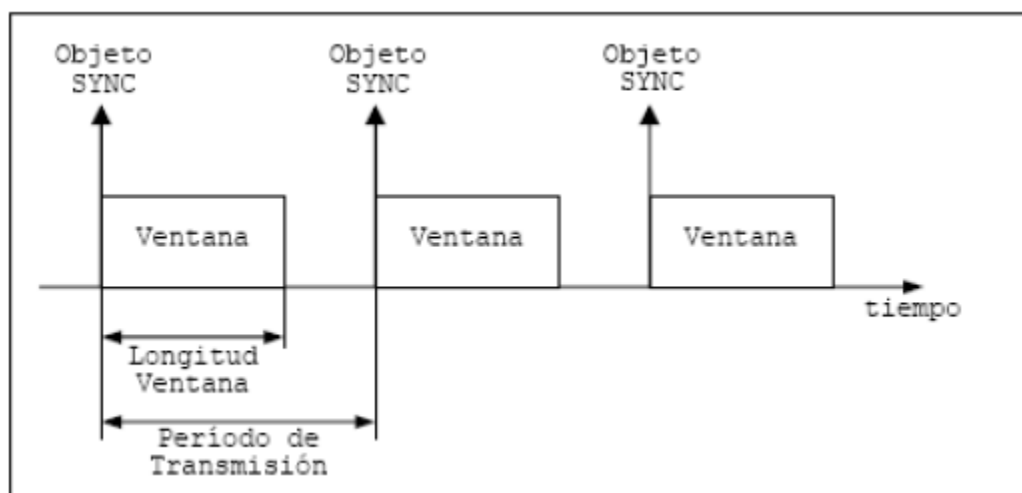 Objeto
SYNC
Objeto
SYNC
Objeto
SYNC
Ventana
Ventana
Ventana
tiempo
Longitud
Ventana
Período de
Transmisión